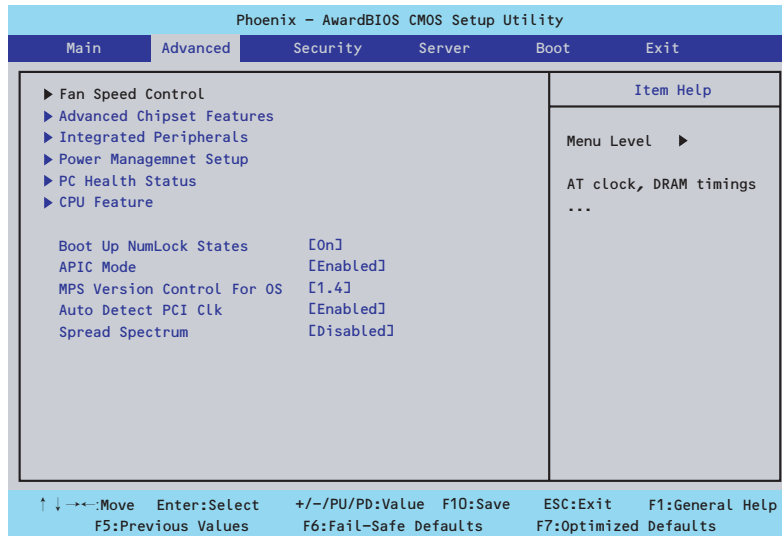 Phoenix - AwardBIOS CMOS Setup Utility
Main Advanced Security Server Boot Exit
▶ Fan Speed Control
▶ Advanced Chipset Features
▶ Integrated Peripherals
▶ Power Managemnet Setup
▶ PC Health Status
▶ CPU Feature
Boot Up NumLock States [On]
APIC Mode [Enabled]
MPS Version Control For OS [1.4]
Auto Detect PCI Clk [Enabled]
Spread Spectrum [Disabled]
Item Help
Menu Level ▶
AT clock, DRAM timings
...
↑↓→←:Move Enter:Select +/-/PU/PD:Value F10:Save ESC:Exit F1:General Help
F5:Previous Values F6:Fail-Safe Defaults F7:Optimized Defaults